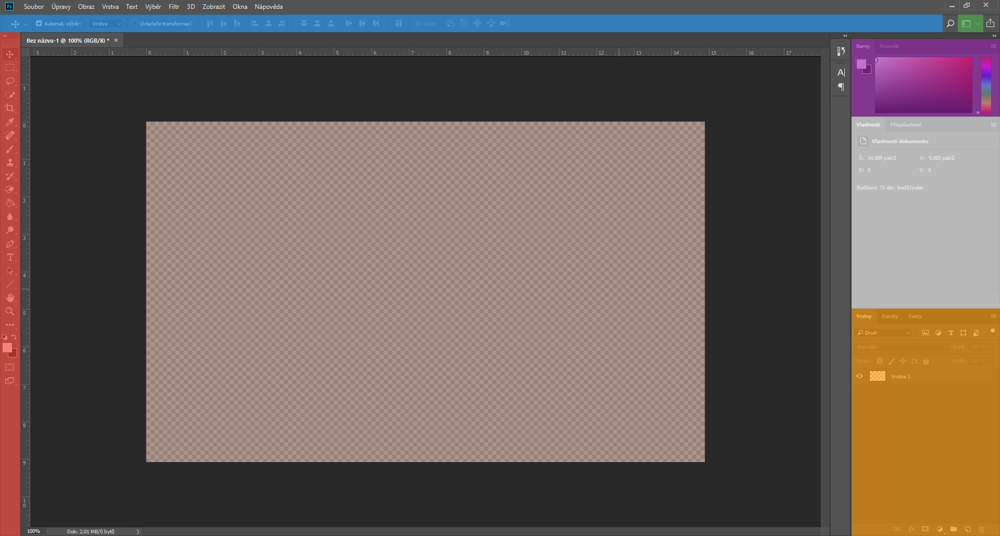 Ps Soubor Úpravy Obraz Vrstva Text Výběr Filtr 3D Zobrazit Okna Nápověda
Automat. výběr: Vrstva Ovladače transformací 3D režim:
Bez názvu-1 @ 100% (RGB/8) * ×
3 2 1 0 1 2 3 4 5 6 7 8 9 10 11 12 13 14 15 16 17
1
0
1
2
3
4
5
6
7
8
9
1
0
100% Dok: 2,01 MB/0 bytů
Barvy Vzorník
Vlastnosti Přizpůsobení
Vlastnosti dokumentu
Š: 14,889 palců V: 9,083 palců
X: 0 Y: 0
Rozlišení: 72 obr. bodů/palec
Vrstvy Kanály Cesty
Druh
Normální Krytí: 100 %
Zámek: Výplň: 100 %
Vrstva 1
fx